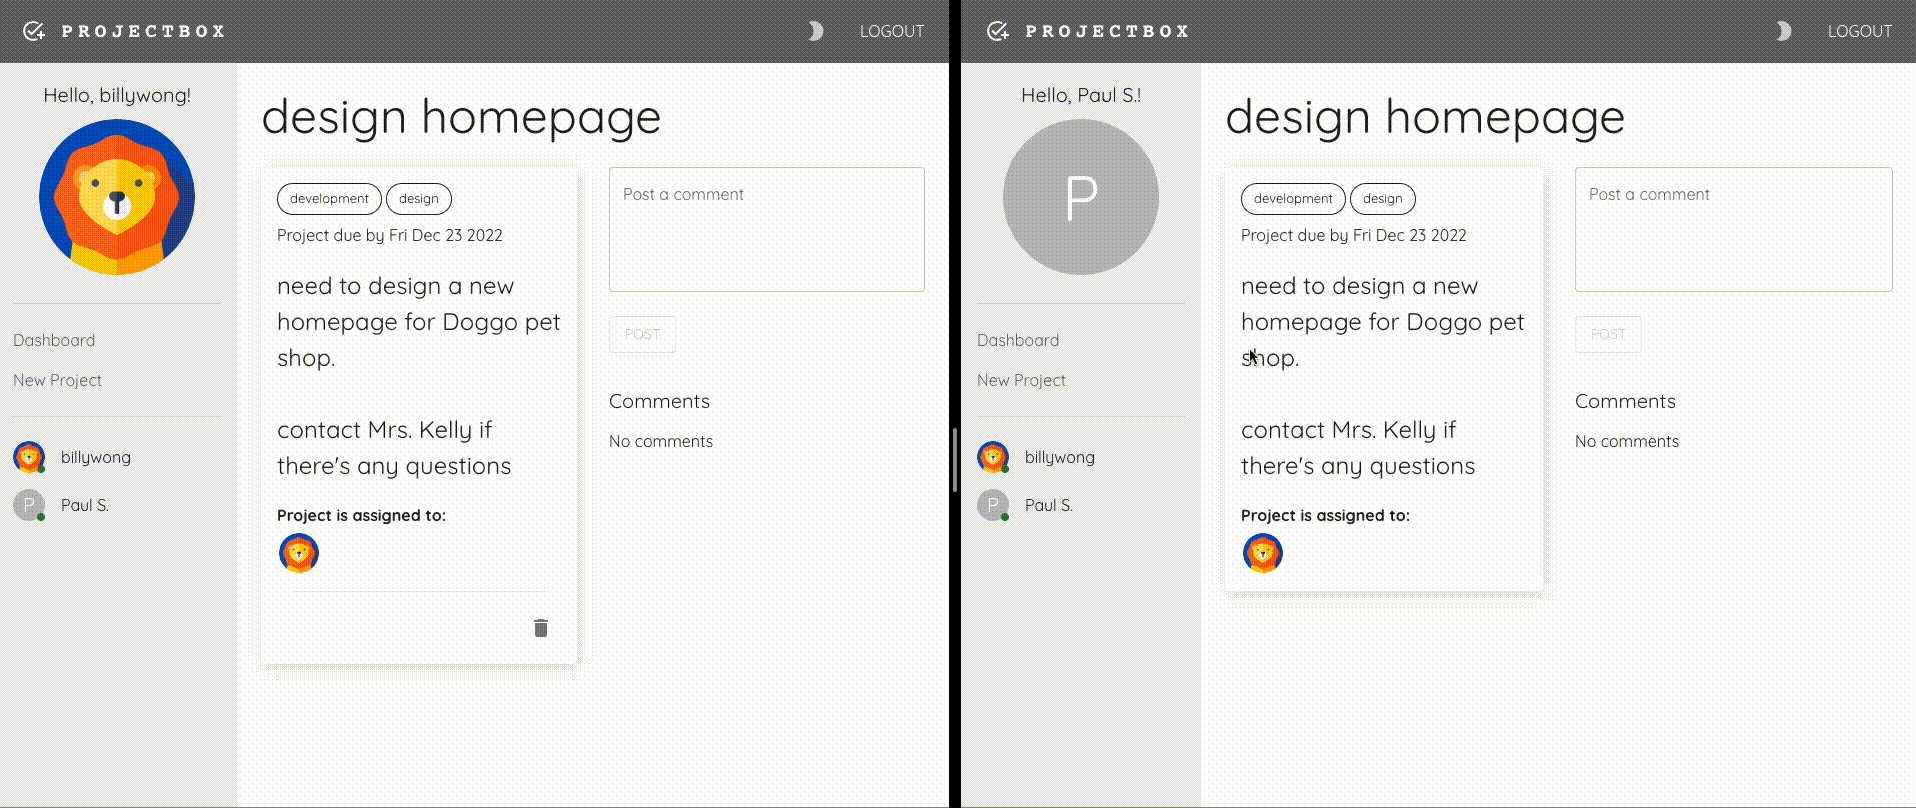 PROJECTBOX
LOGOUT
Hello, billywong!
Dashboard
New Project
billywong
P
Paul S.
design homepage
development
design
Project due by Fri Dec 23 2022
need to design a new
homepage for Doggo pet
shop.
contact Mrs. Kelly if
there's any questions
Project is assigned to:
Post a comment
POST
Comments
No comments
PROJECTBOX
LOGOUT
Hello, Paul S.!
P
Dashboard
New Project
billywong
P
Paul S.
design homepage
development
design
Project due by Fri Dec 23 2022
need to design a new
homepage for Doggo pet
shop.
contact Mrs. Kelly if
there's any questions
Project is assigned to:
Post a comment
POST
Comments
No comments